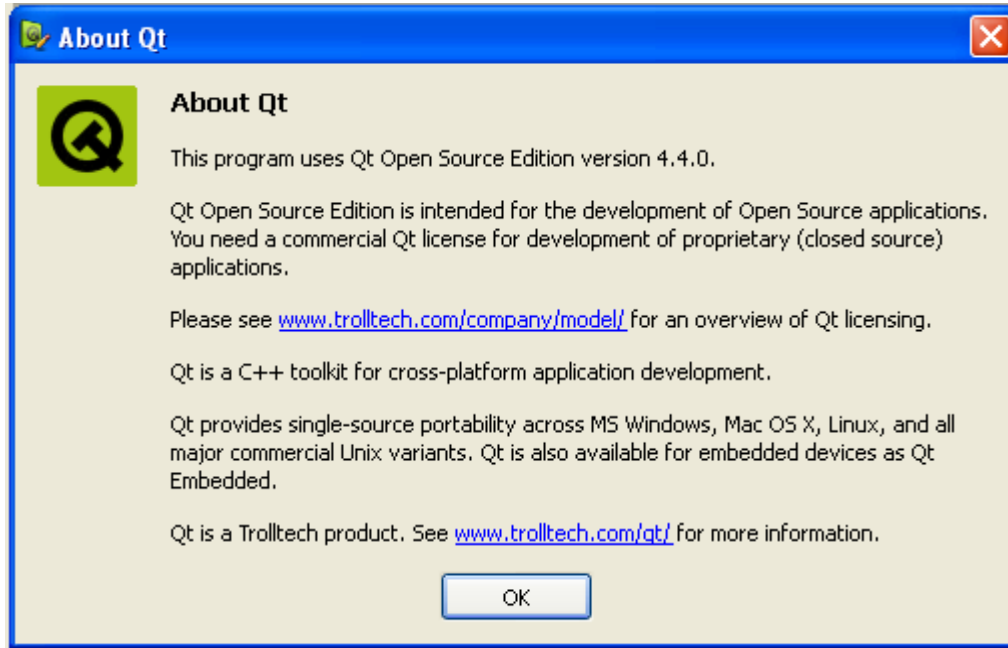 About Qt
About Qt
This program uses Qt Open Source Edition version 4.4.0.
Qt Open Source Edition is intended for the development of Open Source applications.
You need a commercial Qt license for development of proprietary (closed source)
applications.
Please see www.trolltech.com/company/model/ for an overview of Qt licensing.
Qt is a C++ toolkit for cross-platform application development.
Qt provides single-source portability across MS Windows, Mac OS X, Linux, and all
major commercial Unix variants. Qt is also available for embedded devices as Qt
Embedded.
Qt is a Trolltech product. See www.trolltech.com/qt/ for more information.
OK